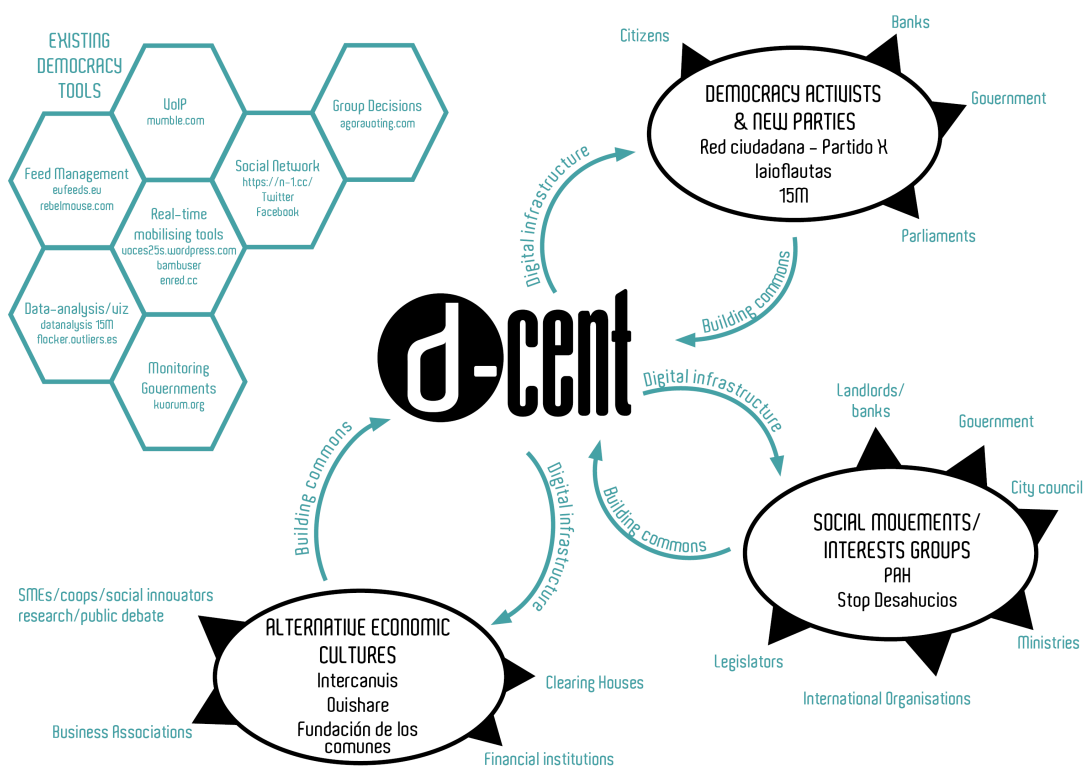 EXISTING
DEMOCRACY
TOOLS
VoIP
mumble.com
Group Decisions
agoravoting.com
Feed Management
eufeeds.eu
rebelmouse.com
Social Network
https://n-1.cc/
Twitter
Facebook
Real-time
mobilising tools
voces25s.wordpress.com
bambuser
enred.cc
Data-analysis/viz
datanalysis 15M
flocker.outliers.es
Monitoring
Governments
kuorum.org
Citizens
Banks
Government
Parliaments
DEMOCRACY ACTIVISTS
& NEW PARTIES
Red ciudadana - Partido X
Iaioflautas
15M
Digital infrastructure
Building commons
d-cent
Digital infrastructure
Building commons
Landlords/
banks
Government
City council
Ministries
International Organisations
Legislators
SOCIAL MOVEMENTS/
INTERESTS GROUPS
PAH
Stop Desahucios
Building commons
Digital infrastructure
SMEs/coops/social innovators
research/public debate
Business Associations
Clearing Houses
Financial institutions
ALTERNATIVE ECONOMIC
CULTURES
Intercanvis
Ouishare
Fundación de los
comunes